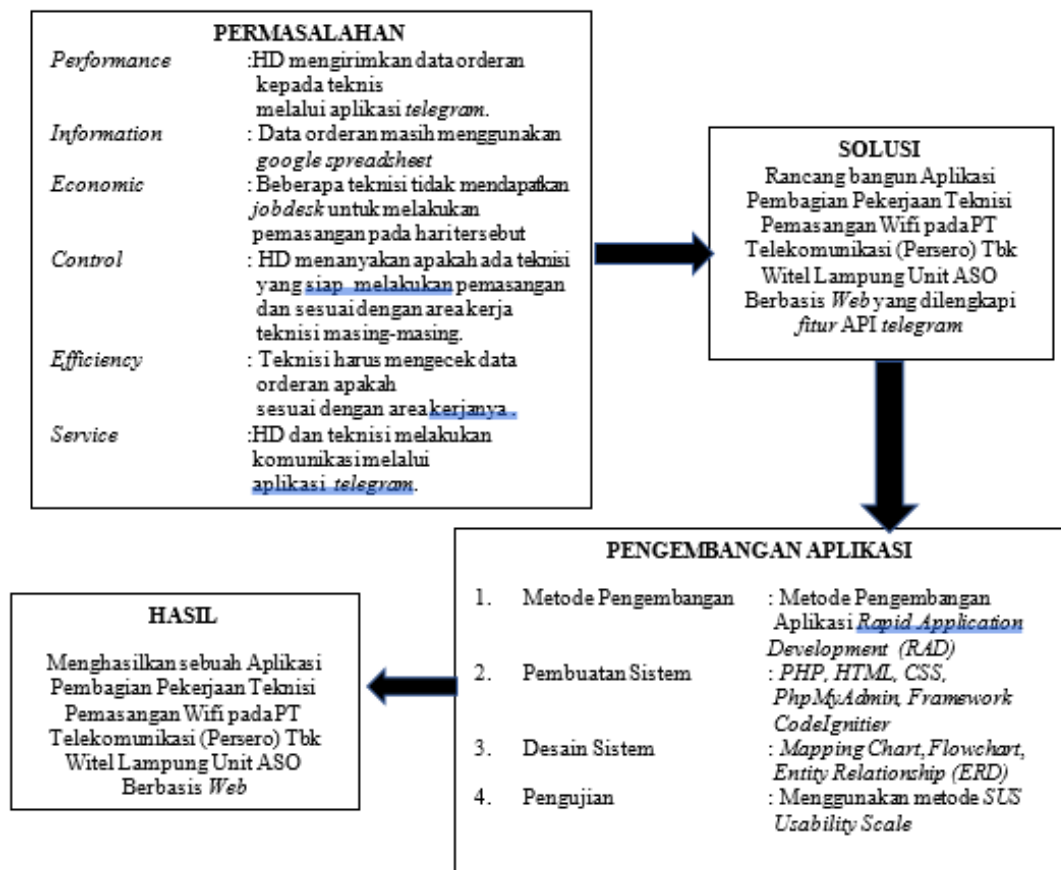 PERMASALAHAN
Performance :HD mengirimkan data orderan
kepada teknis
melalui aplikasi telegram.
Information : Data orderan masih menggunakan
google spreadsheet
Economic : Beberapa teknisi tidak mendapatkan
jobdesk untuk melakukan
pemasangan pada hari tersebut
Control : HD menanyakan apakah ada teknisi
yang siap melakukan pemasangan
dan sesuai dengan area kerja
teknisi masing-masing.
Efficiency : Teknisi harus mengecek data
orderan apakah
sesuai dengan area kerjanya .
Service :HD dan teknisi melakukan
komunikasi melalui
aplikasi telegram.
SOLUSI
Rancang bangun Aplikasi
Pembagian Pekerjaan Teknisi
Pemasangan Wifi pada PT
Telekomunikasi (Persero) Tbk
Witel Lampung Unit ASO
Berbasis Web yang dilengkapi
fitur API telegram
PENGEMBANGAN APLIKASI
1. Metode Pengembangan : Metode Pengembangan
Aplikasi Rapid Application
Development (RAD)
2. Pembuatan Sistem : PHP, HTML, CSS,
PhpMyAdmin, Framework
CodeIgnitier
3. Desain Sistem : Mapping Chart, Flowchart,
Entity Relationship (ERD)
4. Pengujian : Menggunakan metode SUS
Usability Scale
HASIL
Menghasilkan sebuah Aplikasi
Pembagian Pekerjaan Teknisi
Pemasangan Wifi pada PT
Telekomunikasi (Persero) Tbk
Witel Lampung Unit ASO
Berbasis Web